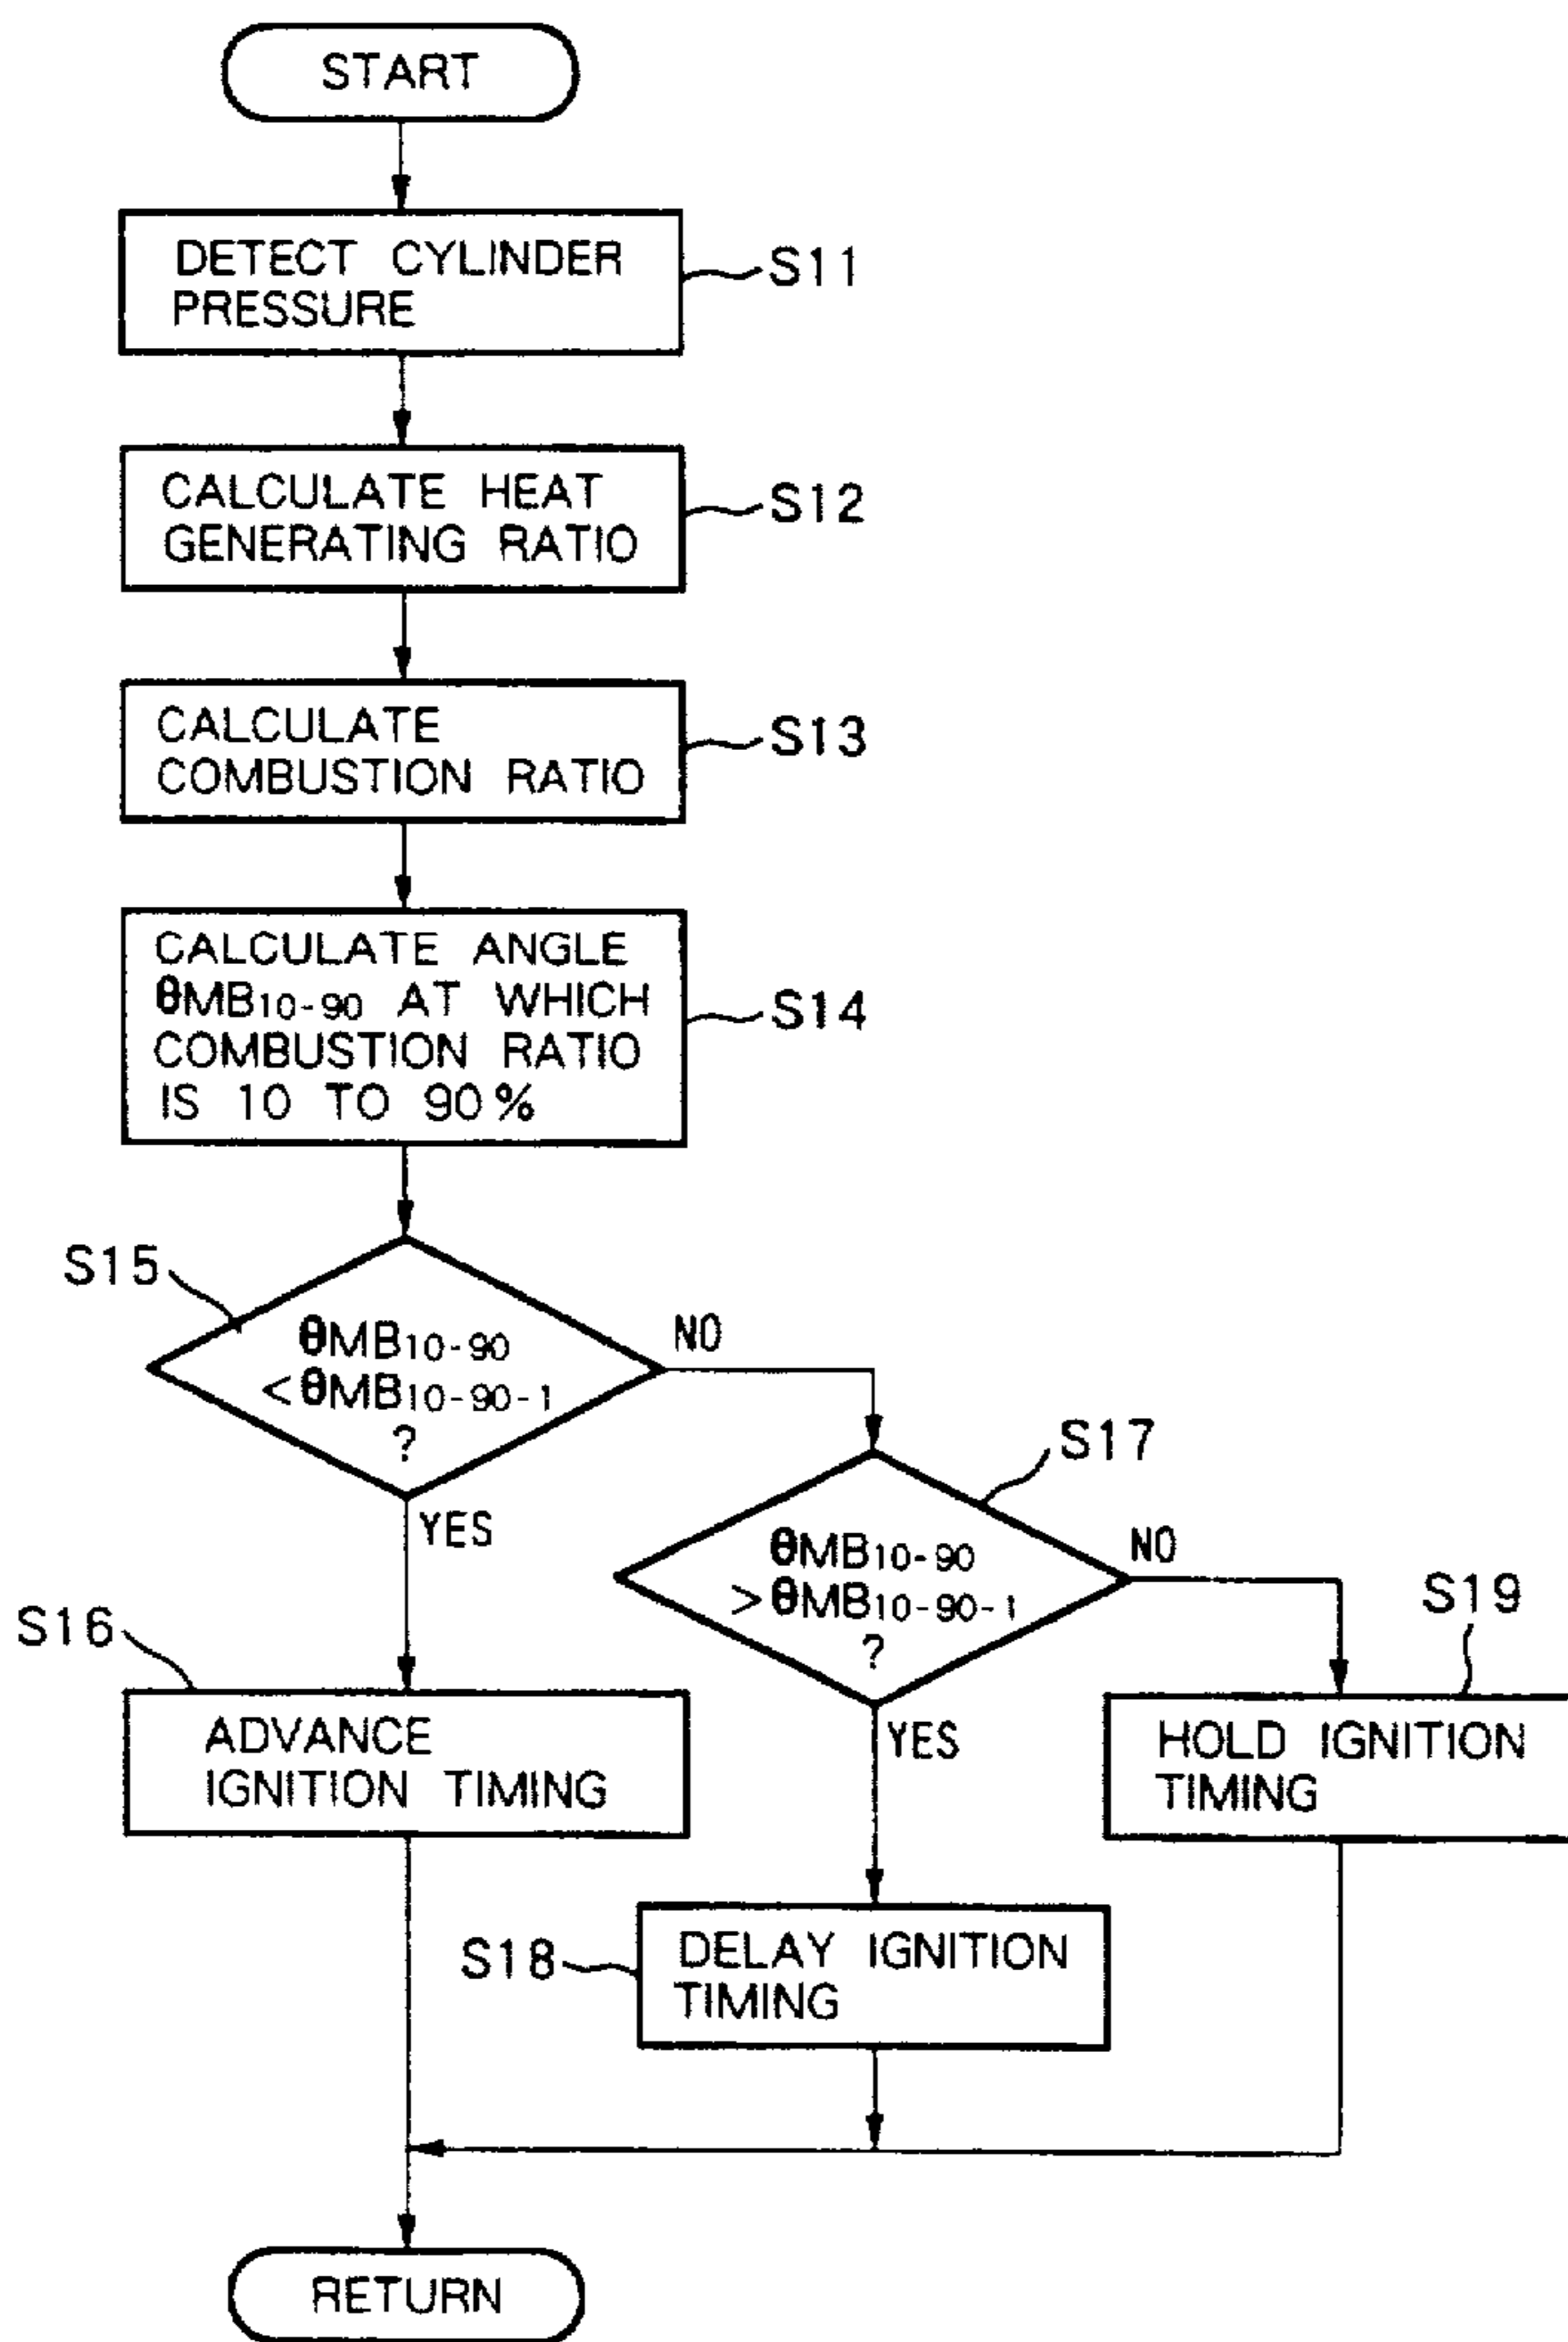 START
DETECT CYLINDER
PRESSURE
S11
CALCULATE HEAT
GENERATING RATIO
S12
CALCULATE
COMBUSTION RATIO
S13
CALCULATE ANGLE
θMB10-90 AT WHICH
COMBUSTION RATIO
IS 10 TO 90%
S14
S15
θMB10-90
<θMB10-90-1
?
NO
YES
S17
θMB10-90
>θMB10-90-1
?
NO
YES
S16
ADVANCE
IGNITION TIMING
S19
HOLD IGNITION
TIMING
S18
DELAY IGNITION
TIMING
RETURN